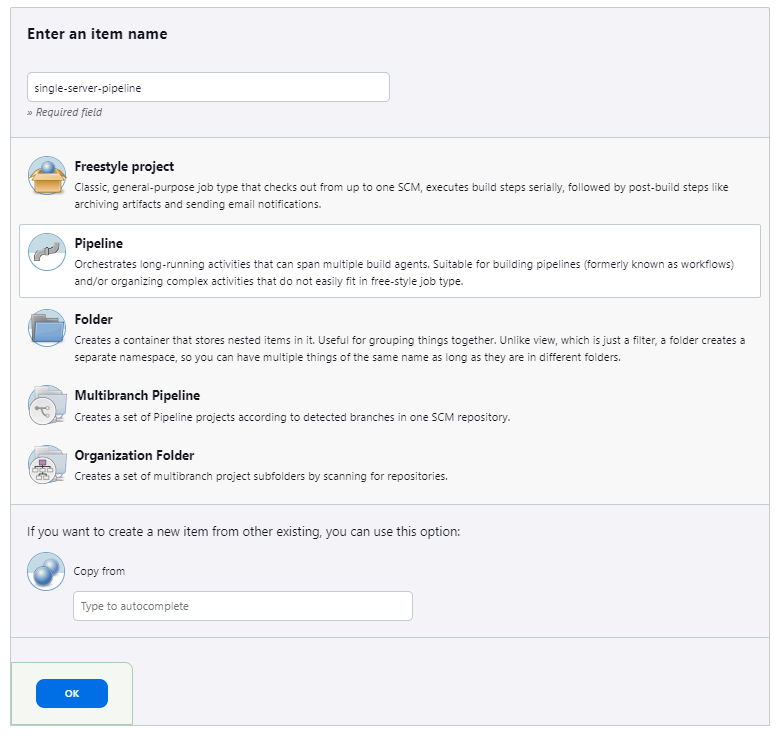 Enter an item name
single-server-pipeline
» Required field
Freestyle project
Classic, general-purpose job type that checks out from up to one SCM, executes build steps serially, followed by post-build steps like
archiving artifacts and sending email notifications.
Pipeline
Orchestrates long-running activities that can span multiple build agents. Suitable for building pipelines (formerly known as workflows)
and/or organizing complex activities that do not easily fit in free-style job type.
Folder
Creates a container that stores nested items in it. Useful for grouping things together. Unlike view, which is just a filter, a folder creates a
separate namespace, so you can have multiple things of the same name as long as they are in different folders.
Multibranch Pipeline
Creates a set of Pipeline projects according to detected branches in one SCM repository.
Organization Folder
Creates a set of multibranch project subfolders by scanning for repositories.
If you want to create a new item from other existing, you can use this option:
Copy from
Type to autocomplete
OK